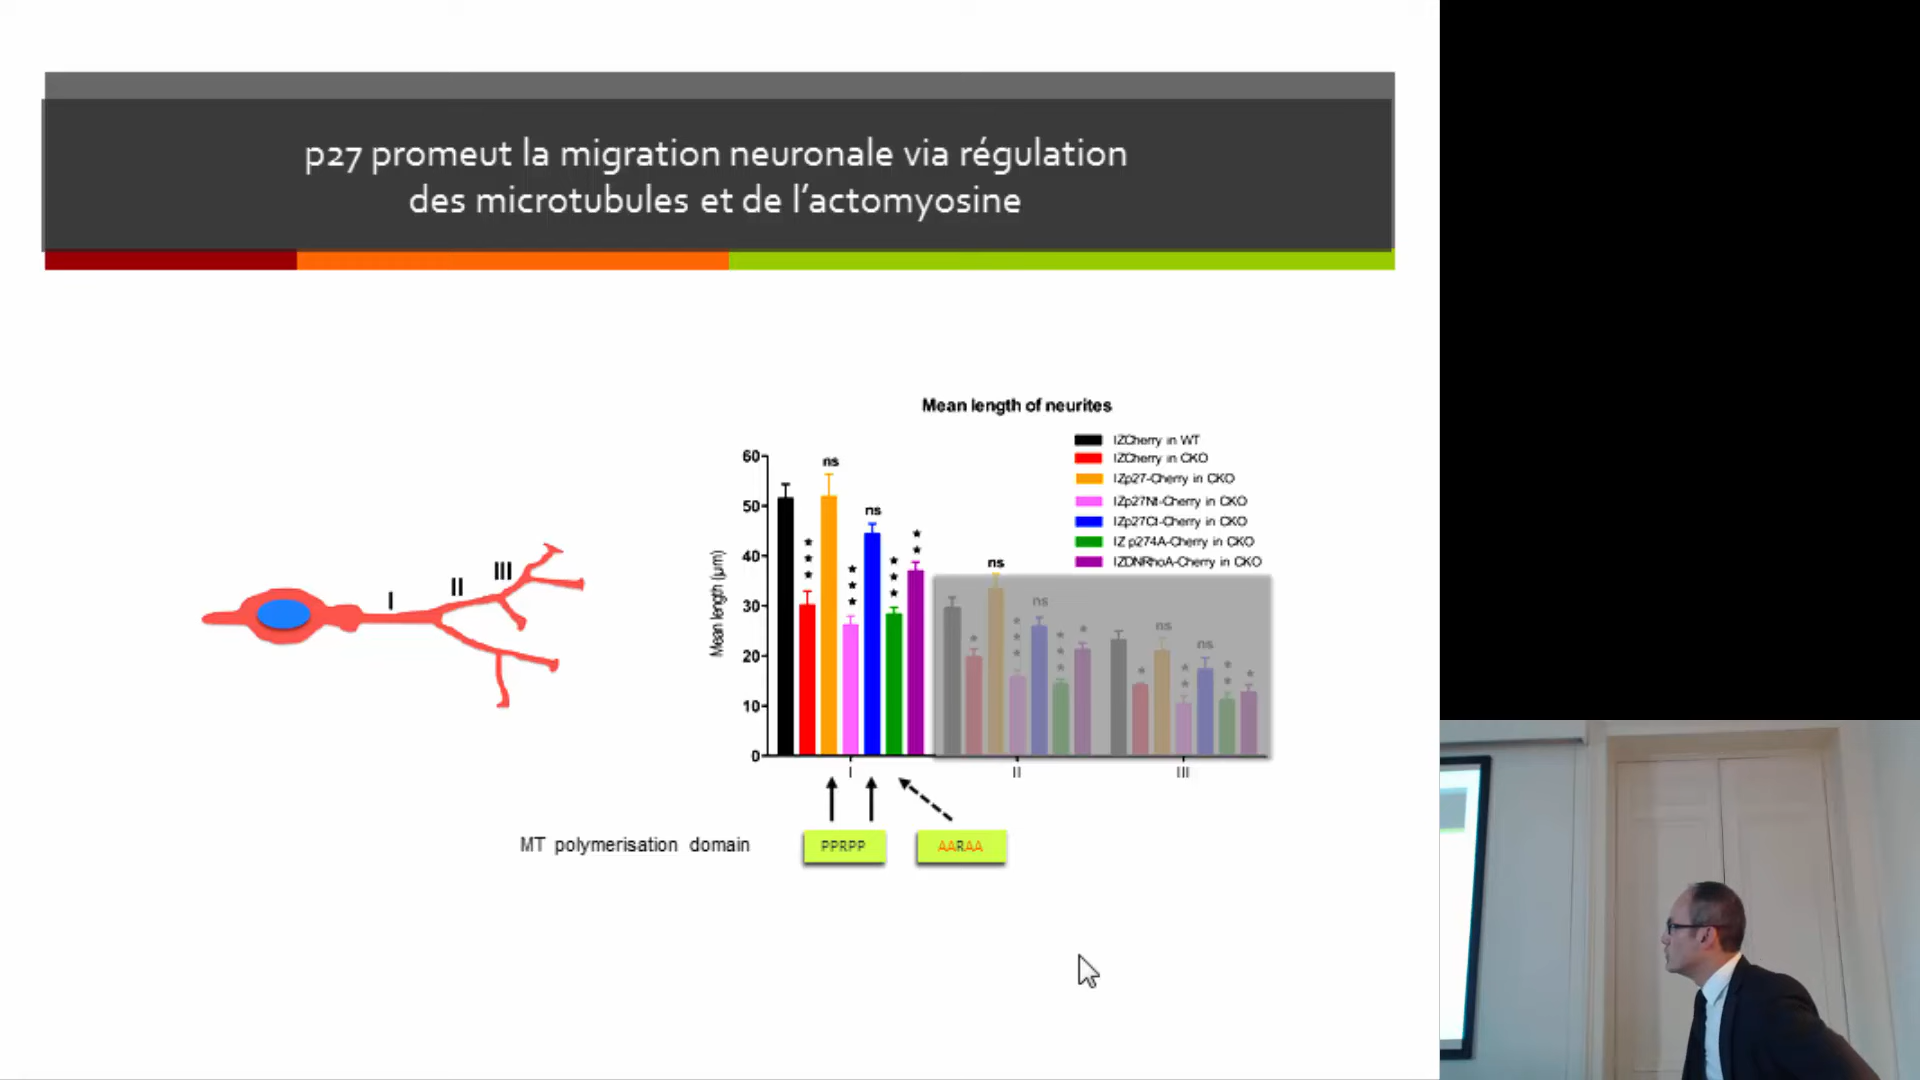 p27 promeut la migration neuronale via régulation
des microtubules et de l’actomyosine
Mean length of neurites
IZCherry in WT
IZCherry in CKO
IZp27-Cherry in CKO
IZp27Nt-Cherry in CKO
IZp27Ct-Cherry in CKO
IZ p274A-Cherry in CKO
IZDNRhoA-Cherry in CKO
Mean length (µm)
60
50
40
30
20
10
0
ns
ns
* * *
* * *
* * *
* *
ns
ns
*
* * *
* * *
*
ns
ns
*
* *
* *
*
I
II
III
I
II
III
MT polymerisation domain
PPRPP
AARAA